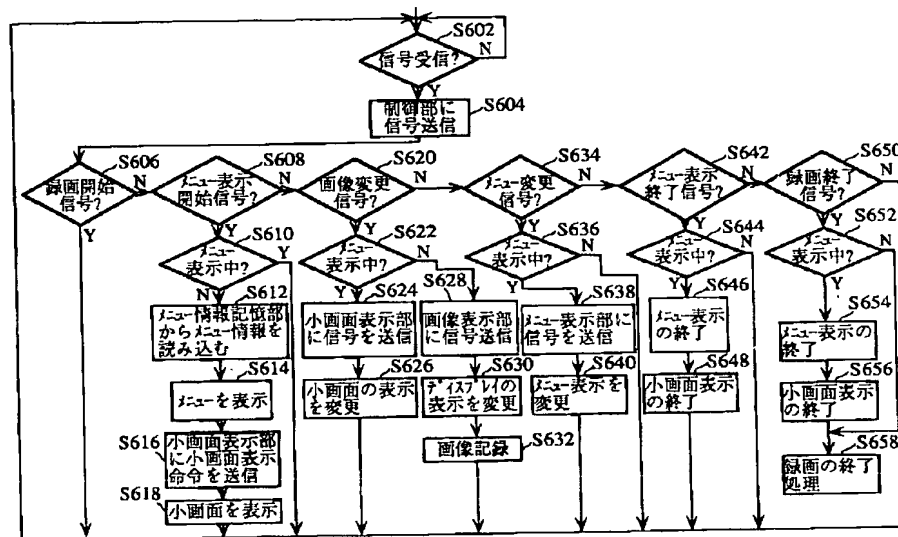 S602
信号受信?
N
Y
制御部に
信号送信
S604
S606
録画開始
信号?
N
Y
S608
メニュー表示
開始信号?
N
Y
S620
画像変更
信号?
N
Y
S634
メニュー変更
信号?
N
Y
S642
メニュー表示
終了信号?
N
Y
S650
録画終了
信号?
N
Y
S610
メニュー
表示中?
Y
N
S622
メニュー
表示中?
N
Y
S636
メニュー
表示中?
N
Y
S644
メニュー
表示中?
N
Y
S652
メニュー
表示中?
N
Y
S612
メニュー情報記憶部
からメニュー情報を
読み込む
S614
メニューを表示
S616
小画面表示部
に小画面表示
命令を送信
S618
小画面を表示
S624
小画面表示部
に信号を送信
S626
小画面の表示
を変更
S628
画像表示部
に信号送信
S630
ディスプレイの
表示を変更
S632
画像記録
S638
メニュー表示部に
信号を送信
S640
メニュー表示を
変更
S646
メニュー表示
の終了
S648
小画面表示
の終了
S654
メニュー表示の
終了
S656
小画面表示
の終了
S658
録画の終了
処理